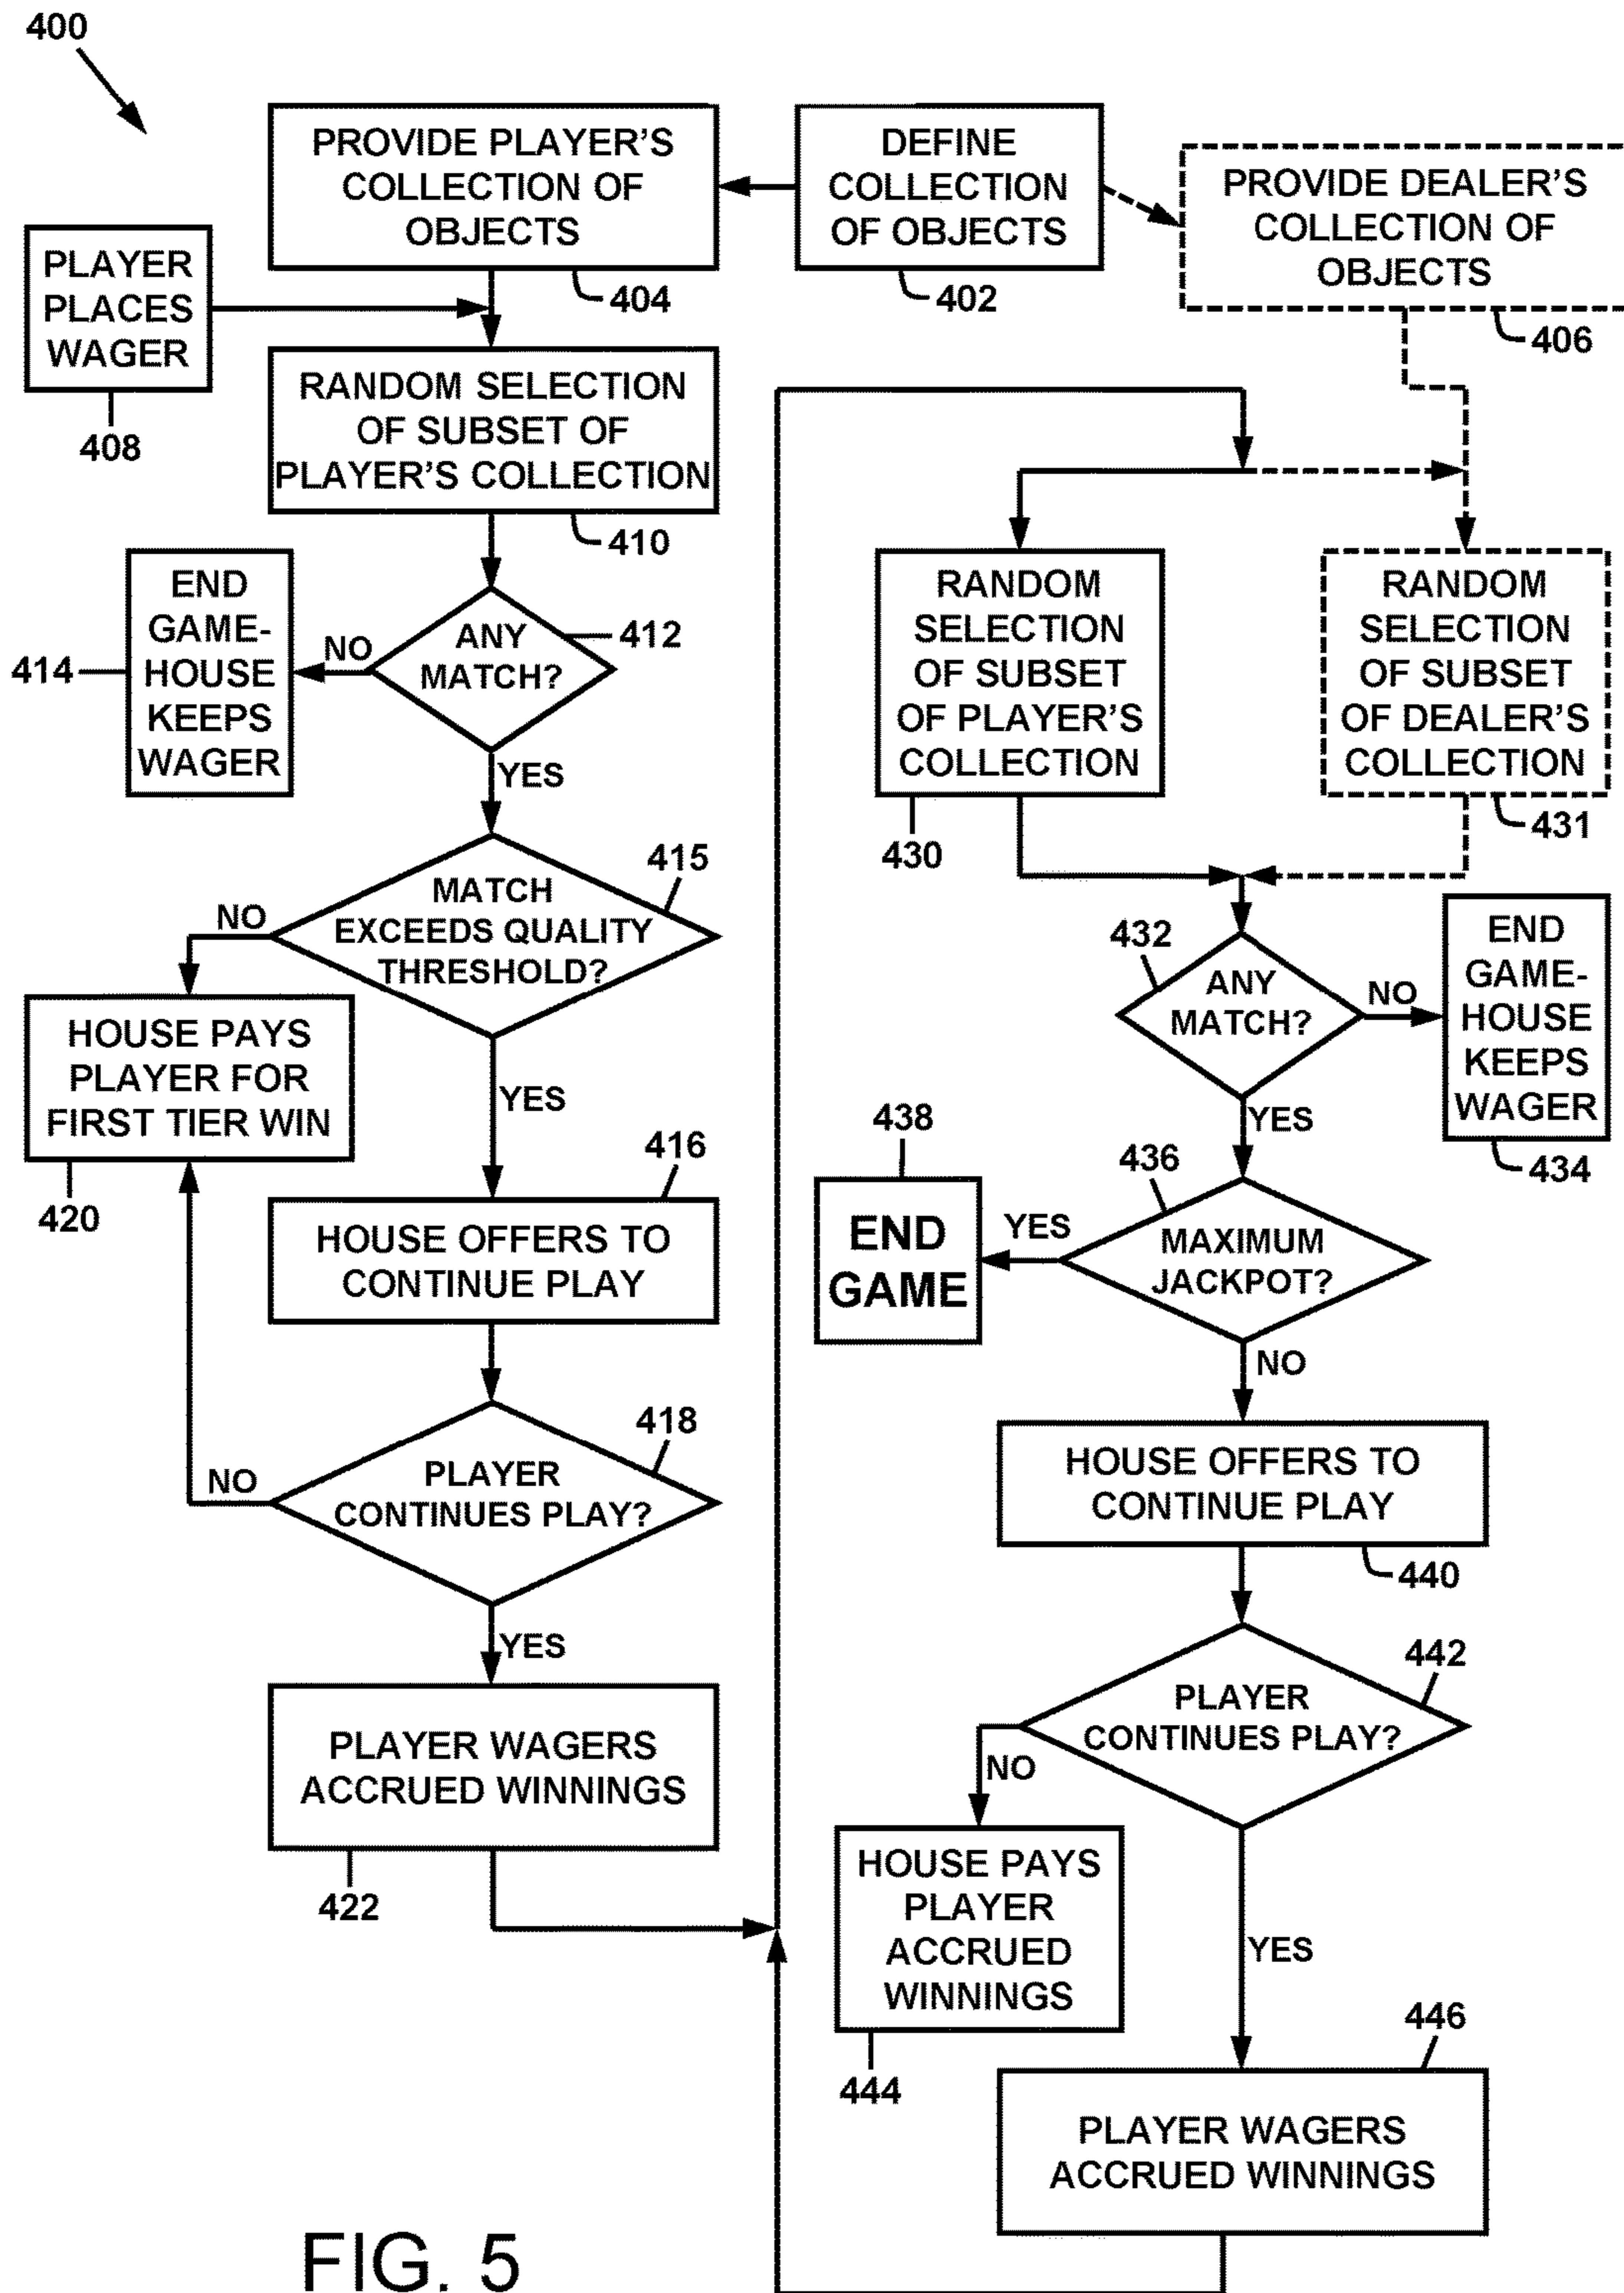 400
PROVIDE PLAYER'S
COLLECTION OF
OBJECTS
404
DEFINE
COLLECTION
OF OBJECTS
402
PROVIDE DEALER'S
COLLECTION OF
OBJECTS
406
PLAYER
PLACES
WAGER
408
RANDOM SELECTION
OF SUBSET OF
PLAYER'S COLLECTION
410
ANY
MATCH?
412
NO
END
GAME-
HOUSE
KEEPS
WAGER
414
YES
MATCH
EXCEEDS QUALITY
THRESHOLD?
415
NO
HOUSE PAYS
PLAYER FOR
FIRST TIER WIN
420
YES
416
HOUSE OFFERS TO
CONTINUE PLAY
418
PLAYER
CONTINUES PLAY?
NO
YES
PLAYER WAGERS
ACCRUED WINNINGS
422
RANDOM
SELECTION
OF SUBSET
OF PLAYER'S
COLLECTION
430
RANDOM
SELECTION
OF SUBSET
OF DEALER'S
COLLECTION
431
432
ANY
MATCH?
NO
END
GAME-
HOUSE
KEEPS
WAGER
434
YES
436
MAXIMUM
JACKPOT?
YES
438
END
GAME
NO
HOUSE OFFERS TO
CONTINUE PLAY
440
442
PLAYER
CONTINUES PLAY?
NO
HOUSE PAYS
PLAYER
ACCRUED
WINNINGS
444
YES
446
PLAYER WAGERS
ACCRUED WINNINGS
FIG. 5